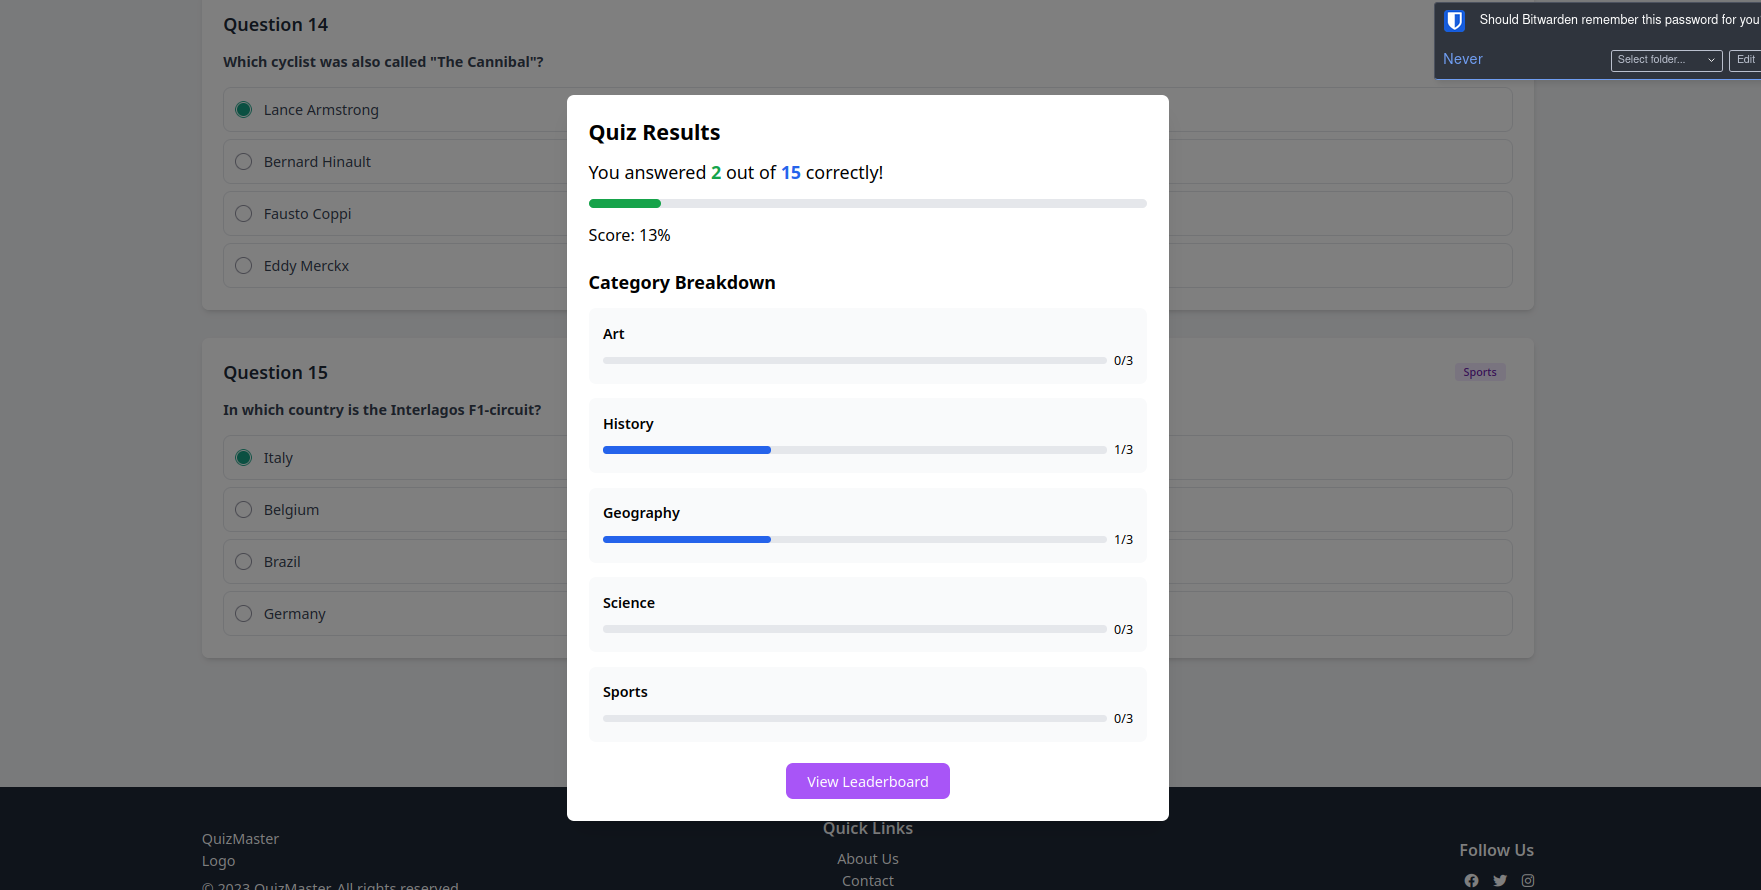 Question 14
Which cyclist was also called "The Cannibal"?
Lance Armstrong
Bernard Hinault
Fausto Coppi
Eddy Merckx
Question 15
Sports
In which country is the Interlagos F1-circuit?
Italy
Belgium
Brazil
Germany
Should Bitwarden remember this password for you
Never
Select folder...
Edit
Quiz Results
You answered 2 out of 15 correctly!
Score: 13%
Category Breakdown
Art
0/3
History
1/3
Geography
1/3
Science
0/3
Sports
0/3
View Leaderboard
QuizMaster
Logo
© 2023 QuizMaster. All rights reserved
Quick Links
About Us
Contact
Follow Us